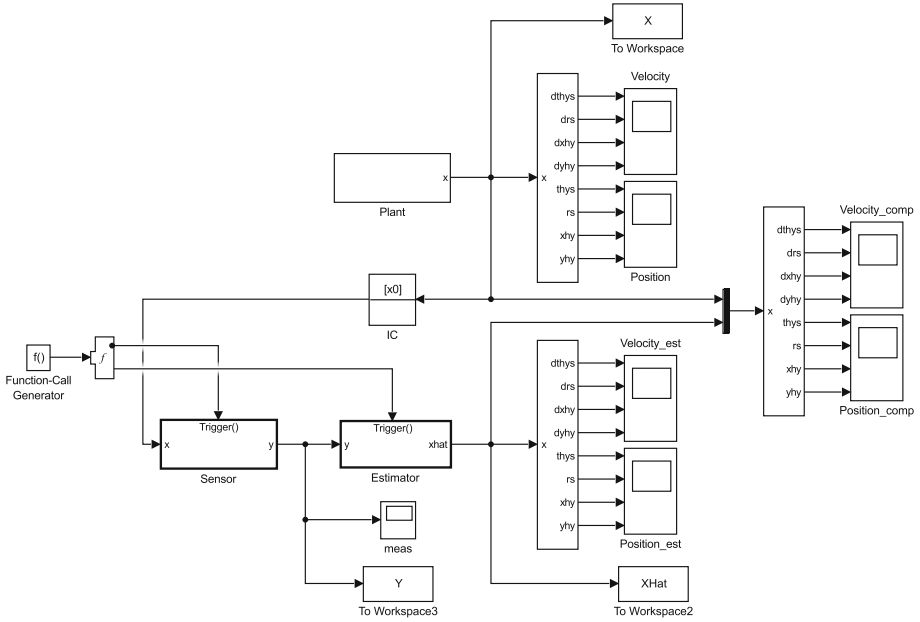 X
To Workspace
Velocity
dthys
drs
dxhy
dyhy
thys
rs
xhy
yhy
x
Position
x
Plant
Velocity_comp
dthys
drs
dxhy
dyhy
thys
rs
xhy
yhy
x
Position_comp
[x0]
IC
f()
Function-Call
Generator
f
Trigger()
x
y
Sensor
Trigger()
y
xhat
Estimator
Velocity_est
dthys
drs
dxhy
dyhy
thys
rs
xhy
yhy
x
Position_est
meas
Y
To Workspace3
XHat
To Workspace2